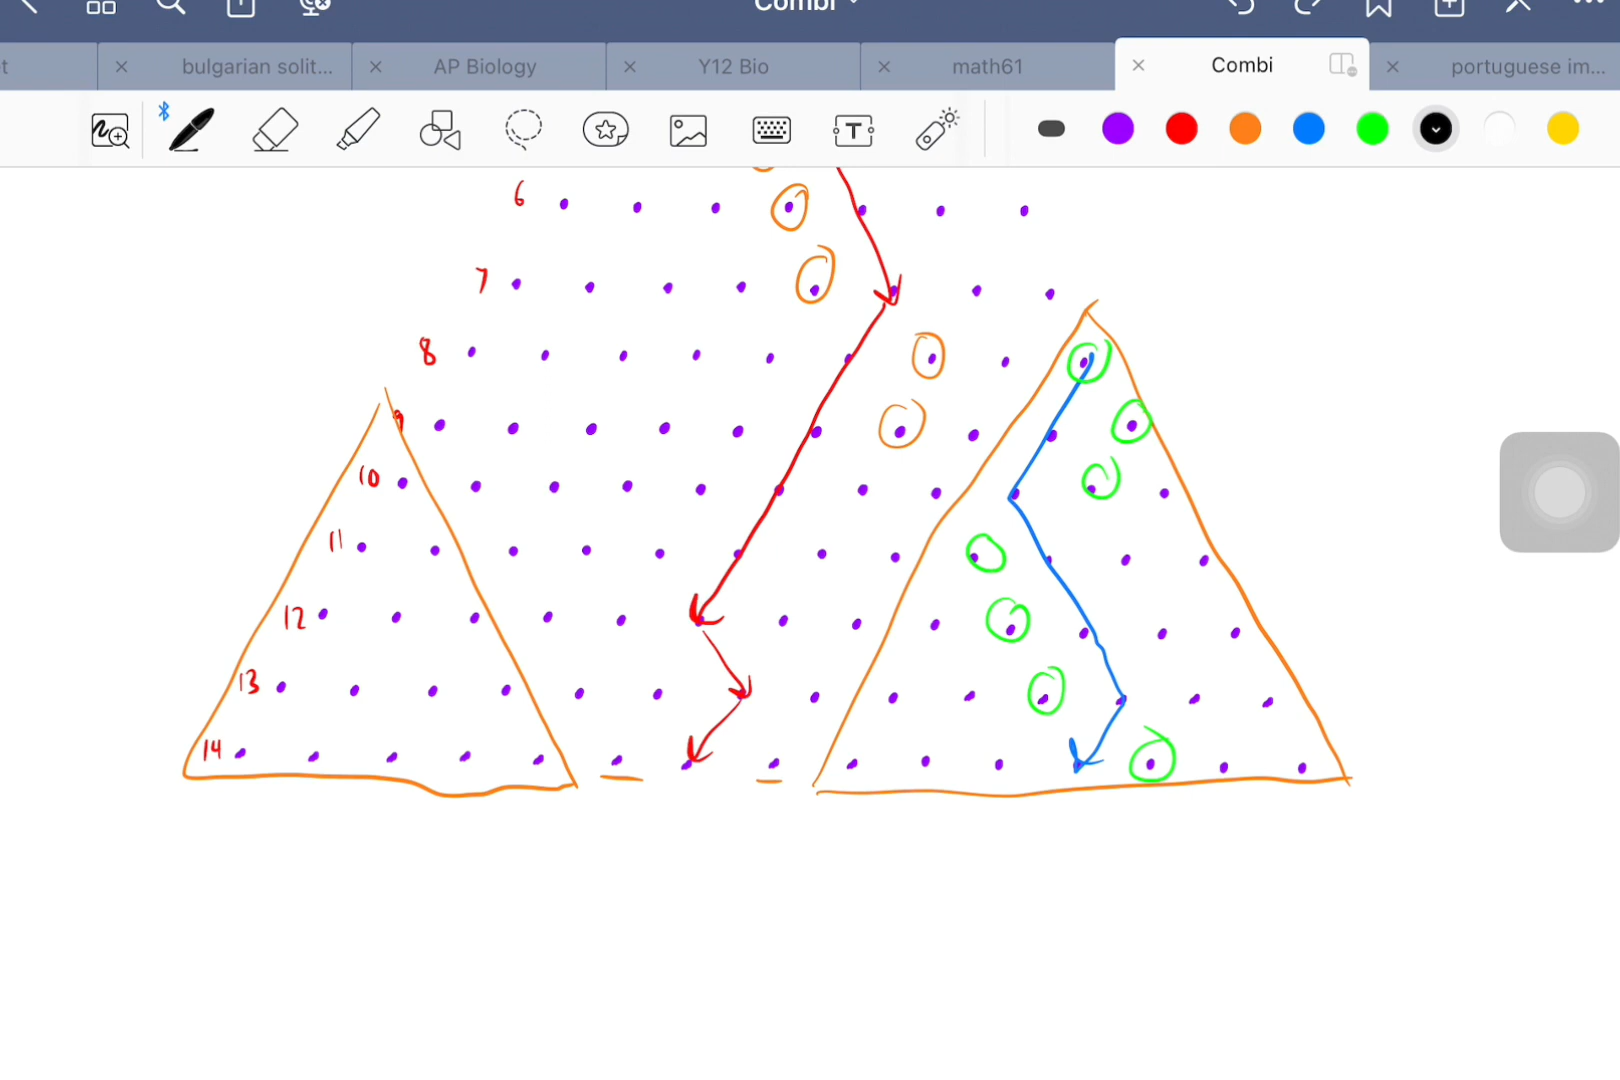 Combi
t
bulgarian solit...
AP Biology
Y12 Bio
math61
Combi
portuguese im...
T
6
7
8
9
10
11
12
13
14